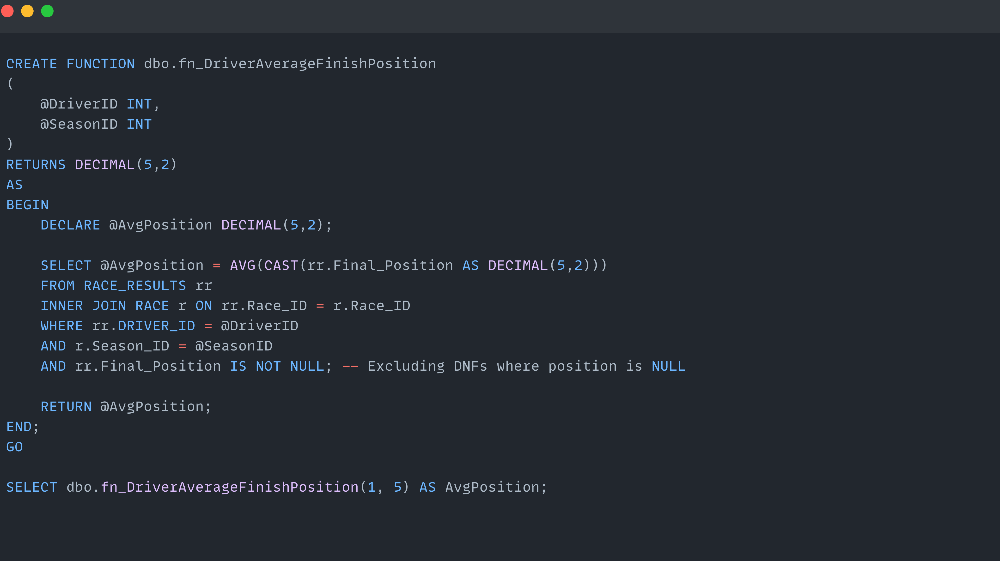 CREATE FUNCTION dbo.fn_DriverAverageFinishPosition
(
    @DriverID INT,
    @SeasonID INT
)
RETURNS DECIMAL(5,2)
AS
BEGIN
    DECLARE @AvgPosition DECIMAL(5,2);

    SELECT @AvgPosition = AVG(CAST(rr.Final_Position AS DECIMAL(5,2)))
    FROM RACE_RESULTS rr
    INNER JOIN RACE r ON rr.Race_ID = r.Race_ID
    WHERE rr.DRIVER_ID = @DriverID
    AND r.Season_ID = @SeasonID
    AND rr.Final_Position IS NOT NULL; -- Excluding DNFs where position is NULL

    RETURN @AvgPosition;
END;
GO

SELECT dbo.fn_DriverAverageFinishPosition(1, 5) AS AvgPosition;